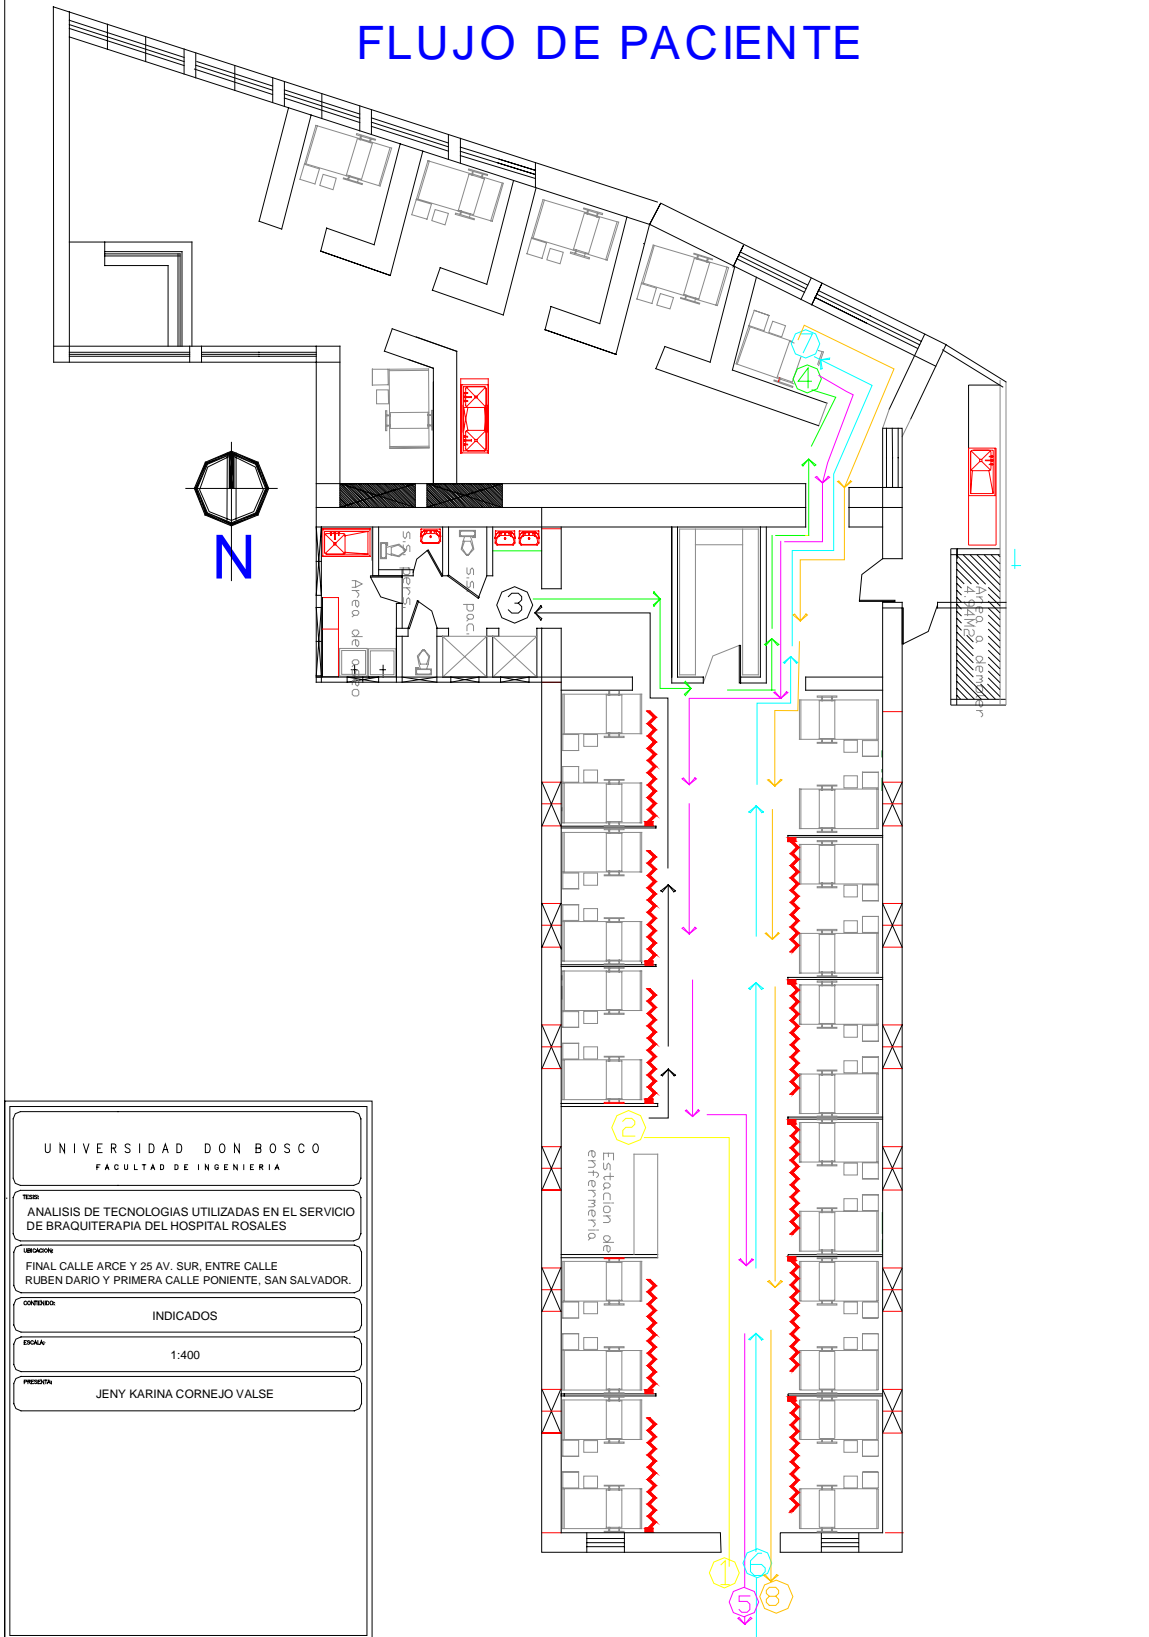 FLUJO DE PACIENTE
7
4
N
s.s. pers.
s.s. pac.
3
Area de aseo
Area a demoler
4.94M2
2
Estacion de
enfermeria
1
6
5
8
UNIVERSIDAD DON BOSCO
FACULTAD DE INGENIERIA
TESIS:
ANALISIS DE TECNOLOGIAS UTILIZADAS EN EL SERVICIO
DE BRAQUITERAPIA DEL HOSPITAL ROSALES
UBICACION:
FINAL CALLE ARCE Y 25 AV. SUR, ENTRE CALLE
RUBEN DARIO Y PRIMERA CALLE PONIENTE, SAN SALVADOR.
CONTENIDO:
INDICADOS
ESCALA:
1:400
PRESENTA:
JENY KARINA CORNEJO VALSE